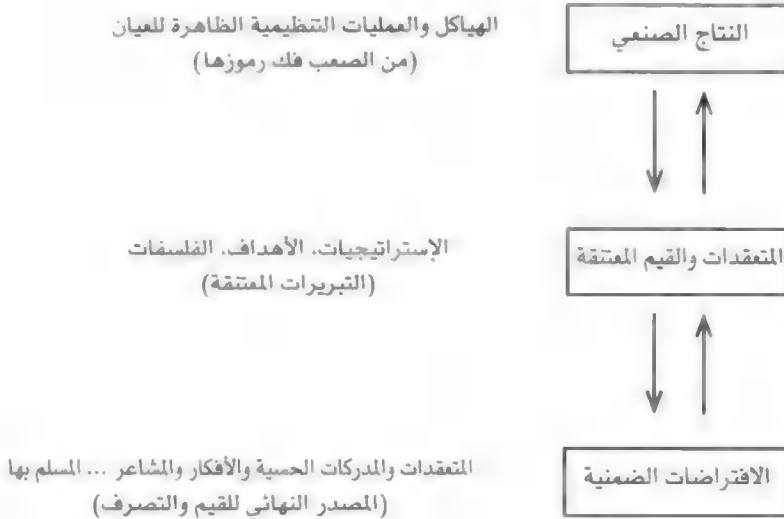 النتاج الصنعي
الهياكل والعمليات التنظيمية الظاهرة للعيان
(من الصعب فك رموزها)
المتعقدات والقيم المعتنقة
الإستراتيجيات، الأهداف، الفلسفات
(التبريرات المعتنقة)
الافتراضات الضمنية
المتعقدات والمدركات الحسية والأفكار والمشاعر ... المسلم بها
(المصدر النهائي للقيم والتصرف)